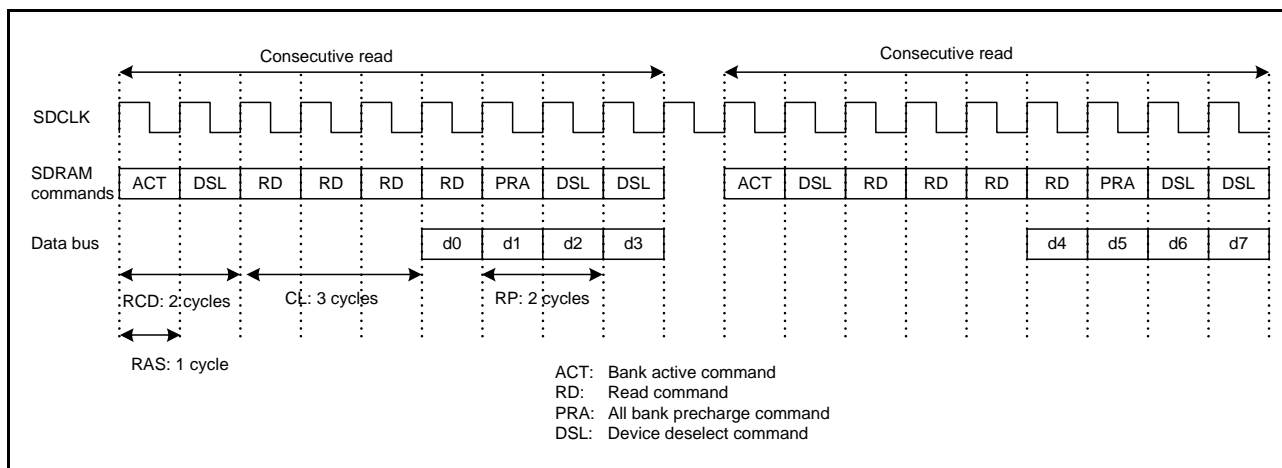 Consecutive read
Consecutive read
SDCLK
SDRAM
commands
ACT DSL RD RD RD RD PRA DSL DSL
ACT DSL RD RD RD RD PRA DSL DSL
Data bus
d0 d1 d2 d3
d4 d5 d6 d7
RCD: 2 cycles
CL: 3 cycles
RP: 2 cycles
RAS: 1 cycle
ACT: Bank active command
RD: Read command
PRA: All bank precharge command
DSL: Device deselect command